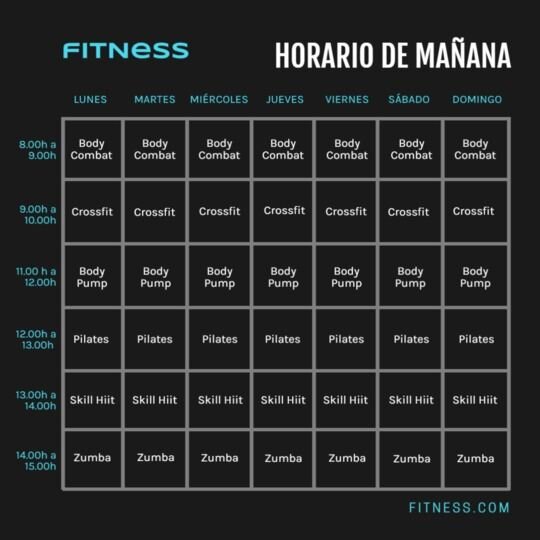 FITNESS
HORARIO DE MAÑANA
LUNES MARTES MIÉRCOLES JUEVES VIERNES SÁBADO DOMINGO
8.00h a 9.00h Body Combat Body Combat Body Combat Body Combat Body Combat Body Combat Body Combat
9.00h a 10.00h Crossfit Crossfit Crossfit Crossfit Crossfit Crossfit Crossfit
11.00 h a 12.00h Body Pump Body Pump Body Pump Body Pump Body Pump Body Pump Body Pump
12.00h a 13.00h Pilates Pilates Pilates Pilates Pilates Pilates Pilates
13.00h a 14.00h Skill Hiit Skill Hiit Skill Hiit Skill Hiit Skill Hiit Skill Hiit Skill Hiit
14.00h a 15.00h Zumba Zumba Zumba Zumba Zumba Zumba Zumba
FITNESS.COM